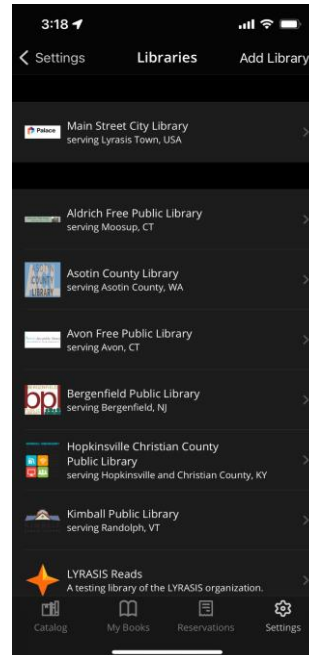 3:18
Settings
Libraries
Add Library
Palace
Main Street City Library
serving Lyrasis Town, USA
Aldrich Free Public Library
serving Moosup, CT
ASOTIN
COUNTY
LIBRARY
Asotin County Library
serving Asotin County, WA
Avon Free Public Library
serving Avon, CT
bp
Bergenfield Public Library
serving Bergenfield, NJ
Hopkinsville Christian County
Public Library
serving Hopkinsville and Christian County, KY
Kimball Public Library
serving Randolph, VT
LYRASIS Reads
A testing library of the LYRASIS organization.
Catalog
My Books
Reservations
Settings